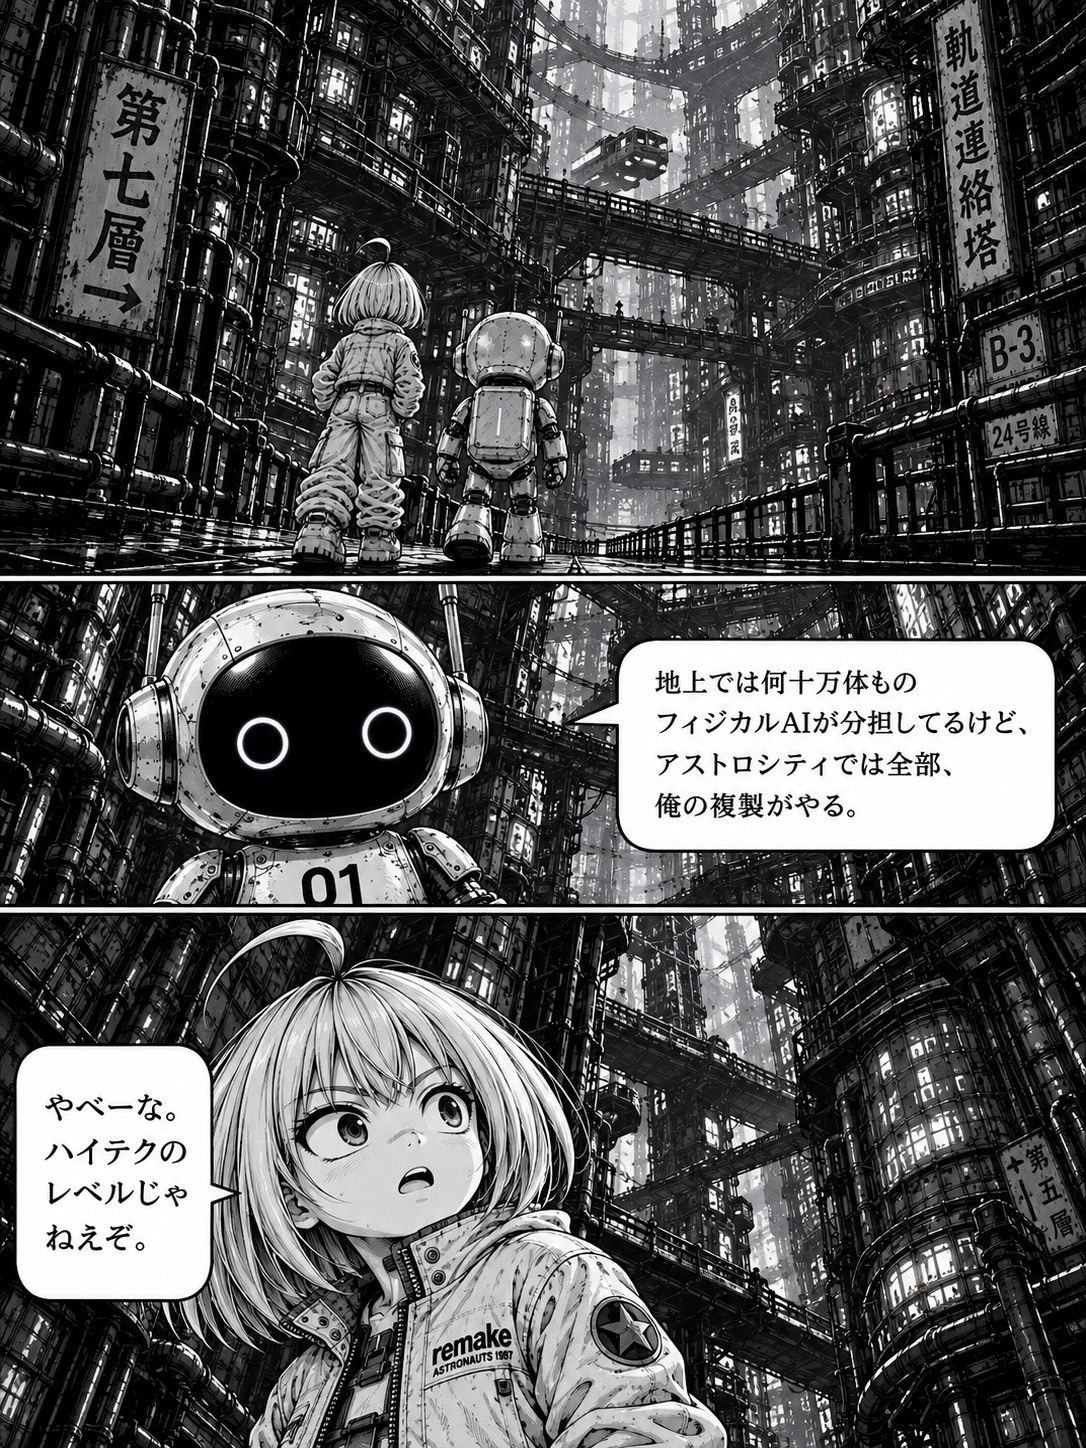 第七層→
軌道連絡塔
B-3
24号線
地上では何十万体もの
フィジカルAIが分担してるけど、
アストロシティでは全部、
俺の複製がやる。
01
やべーな。
ハイテクの
レベルじゃ
ねえぞ。
第五層
remake
ASTRONAUTS 1987